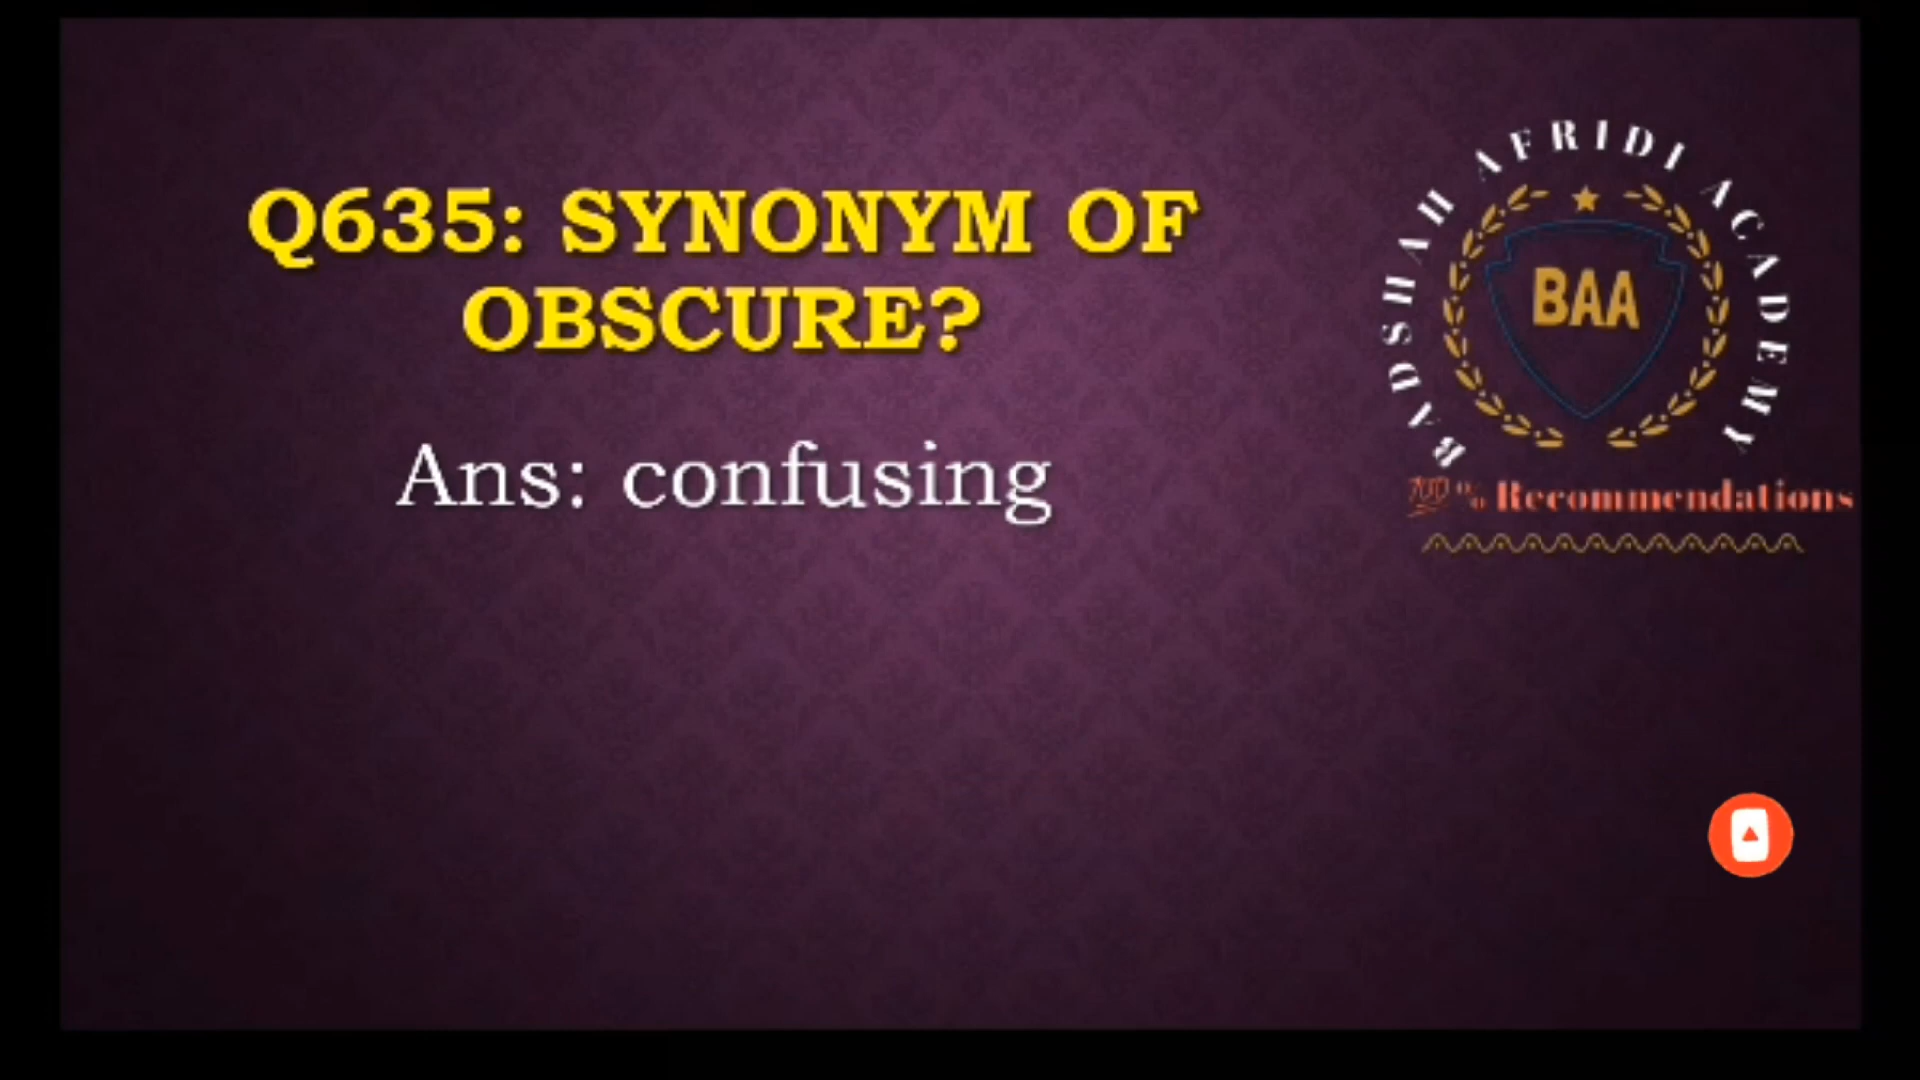 Q635: SYNONYM OF
OBSCURE?
Ans: confusing
BADSHAH AFRIDI ACADEMY
BAA
💯% Recommendations